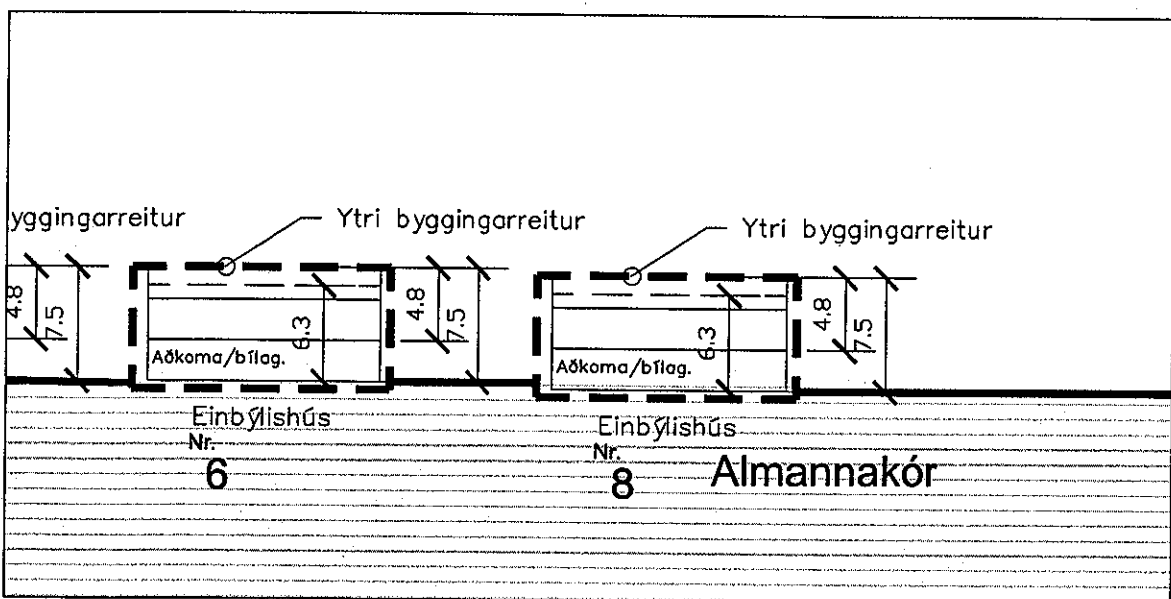 yggingarreitur
Ytri byggingarreitur
Ytri byggingarreitur
4.8
7.5
6.3
4.8
7.5
6.3
4.8
7.5
Aðkoma/bílag.
Aðkoma/bílag.
Einbýlishús
Nr.
6
Einbýlishús
Nr.
8
Almannakór